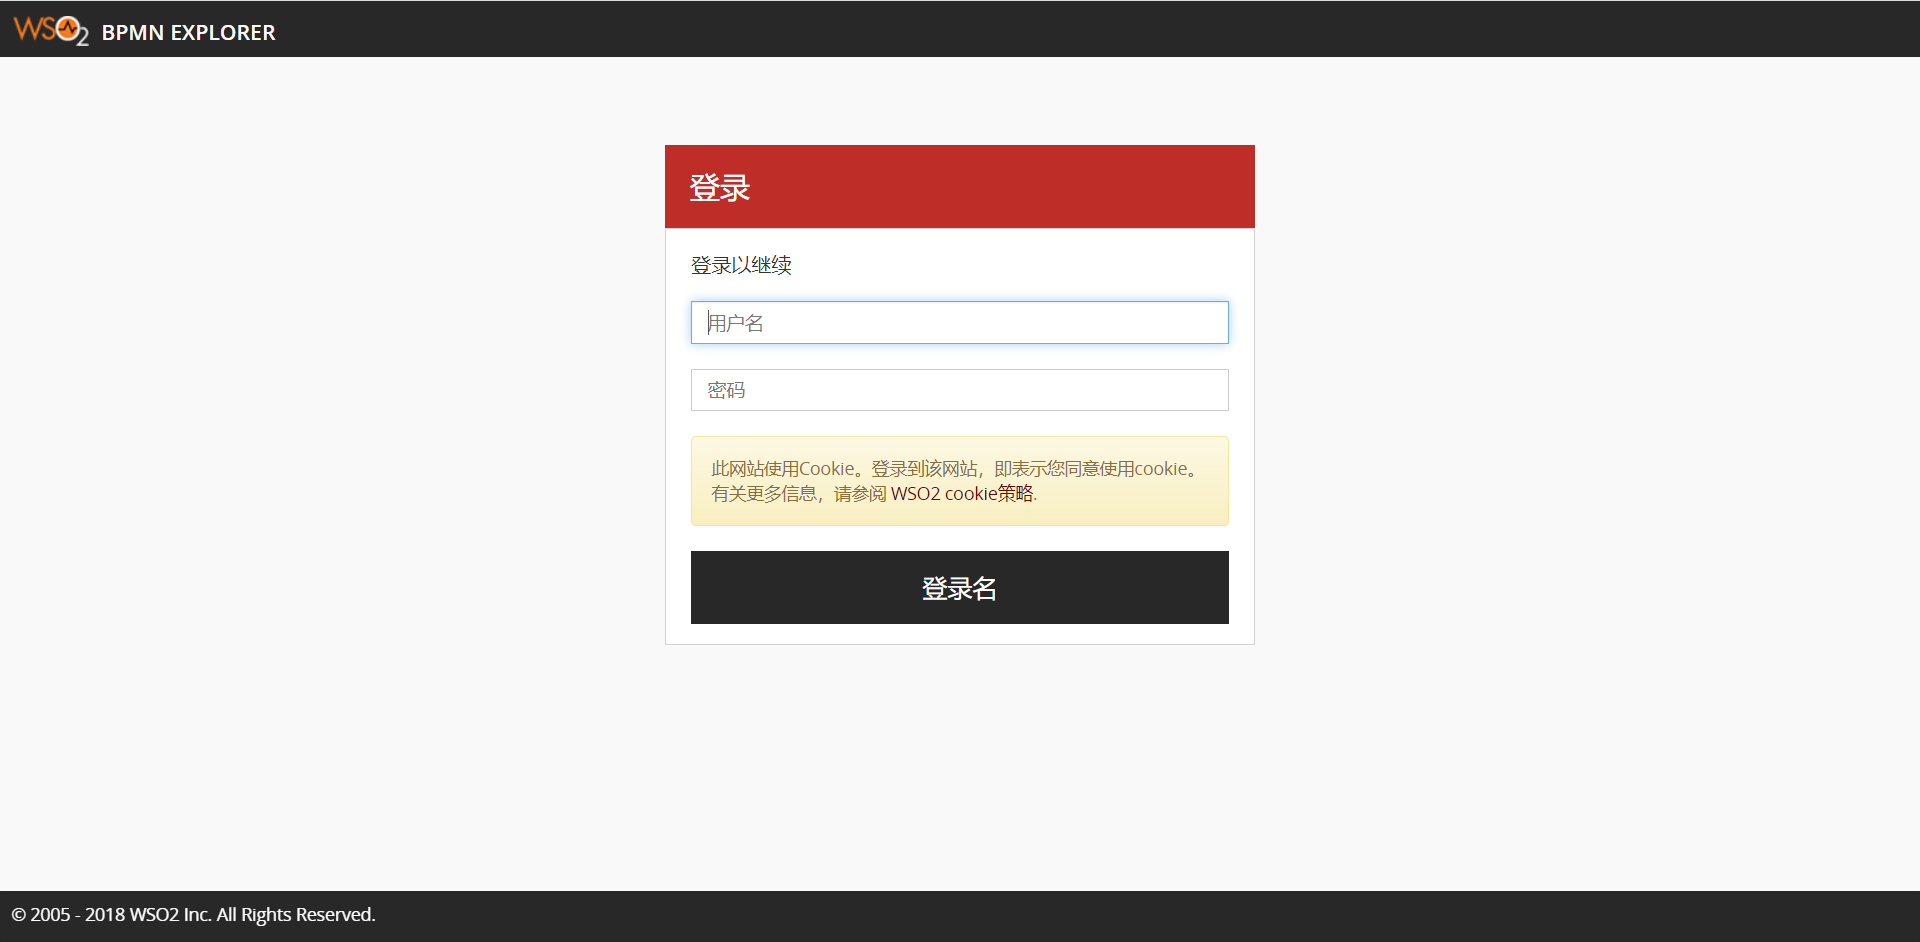 WSO2 BPMN EXPLORER
登录
登录以继续
用户名
密码
此网站使用Cookie。登录到该网站，即表示您同意使用cookie。
有关更多信息，请参阅 WSO2 cookie策略.
登录名
© 2005 - 2018 WSO2 Inc. All Rights Reserved.